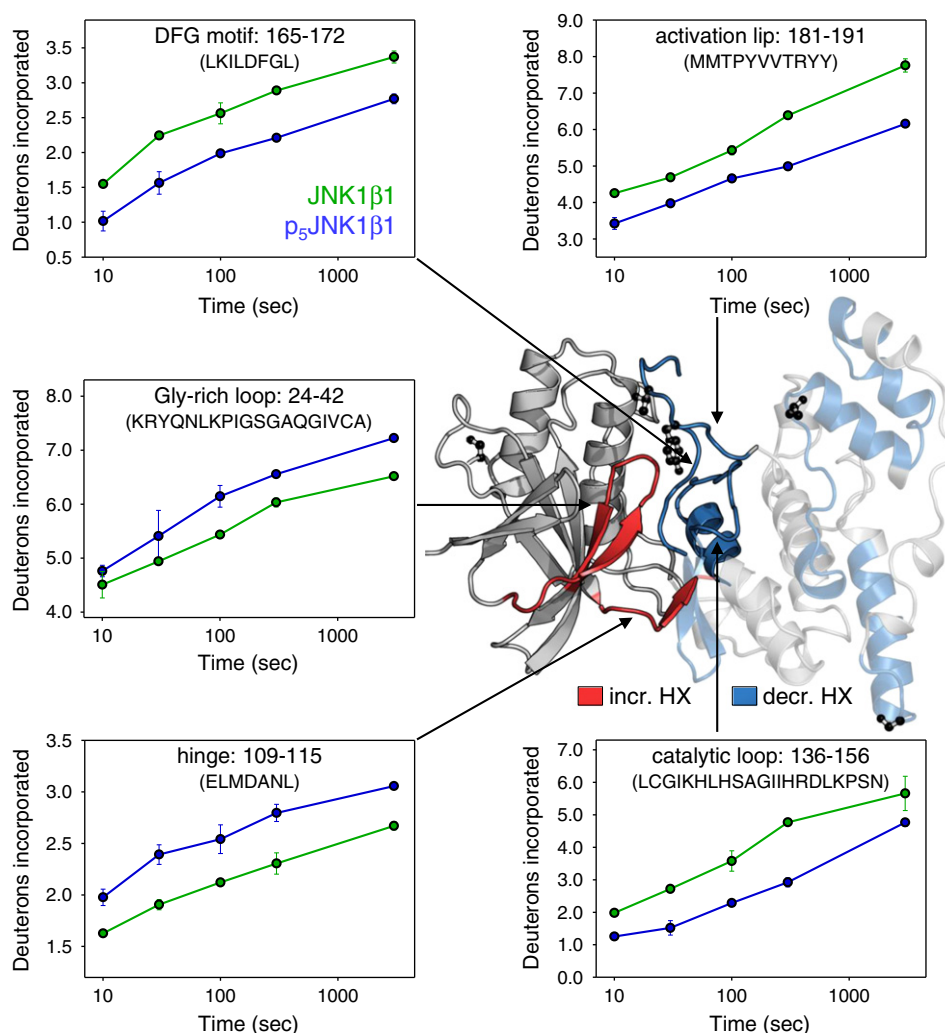 DFG motif: 165-172
(LKILDFGL)
Deuterons incorporated
3.5
3.0
2.5
2.0
1.5
1.0
0.5
JNK1β1
p5JNK1β1
10 100 1000
Time (sec)
activation lip: 181-191
(MMTPYVVTRYY)
Deuterons incorporated
9.0
8.0
7.0
6.0
5.0
4.0
3.0
10 100 1000
Time (sec)
Gly-rich loop: 24-42
(KRYQNLKPIGSGAQGIVCA)
Deuterons incorporated
8.0
7.0
6.0
5.0
4.0
10 100 1000
Time (sec)
incr. HX
decr. HX
hinge: 109-115
(ELMDANL)
Deuterons incorporated
3.5
3.0
2.5
2.0
1.5
10 100 1000
Time (sec)
catalytic loop: 136-156
(LCGIKHLHSAGIIHRDLKPSN)
Deuterons incorporated
7.0
6.0
5.0
4.0
3.0
2.0
1.0
0.0
10 100 1000
Time (sec)